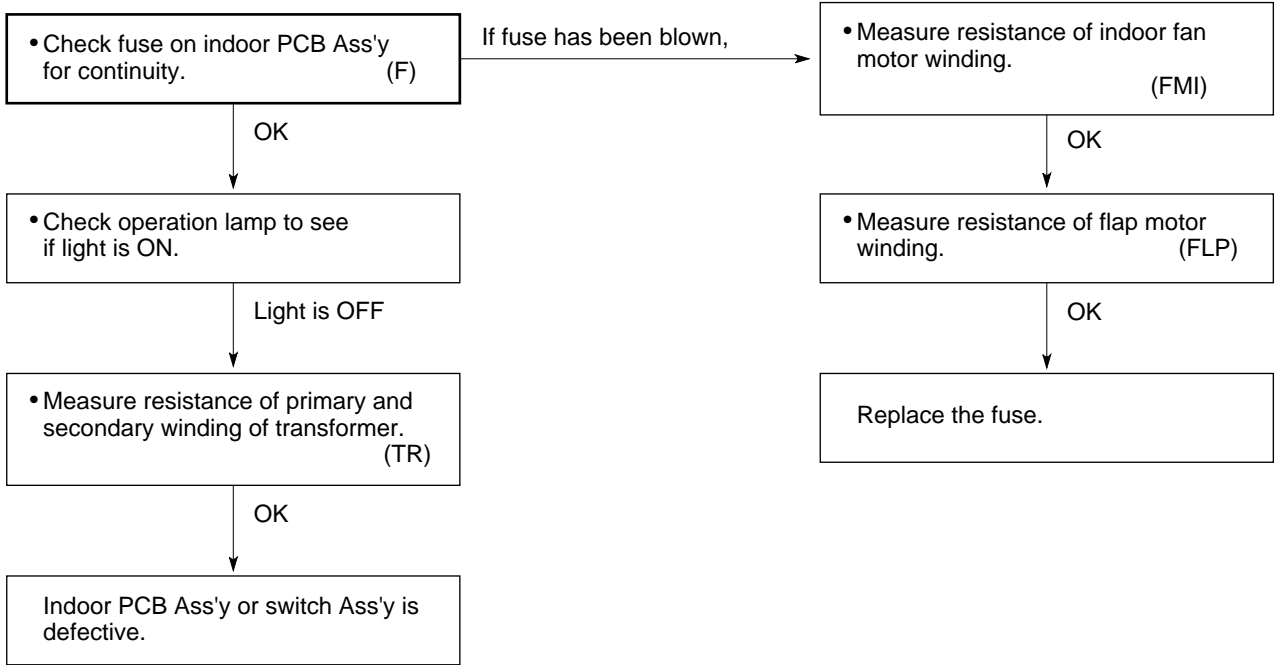 • Check fuse on indoor PCB Ass'y
for continuity. (F)
If fuse has been blown,
• Measure resistance of indoor fan
motor winding.
(FMI)
OK
OK
• Check operation lamp to see
if light is ON.
• Measure resistance of flap motor
winding. (FLP)
Light is OFF
OK
• Measure resistance of primary and
secondary winding of transformer.
(TR)
Replace the fuse.
OK
Indoor PCB Ass'y or switch Ass'y is
defective.